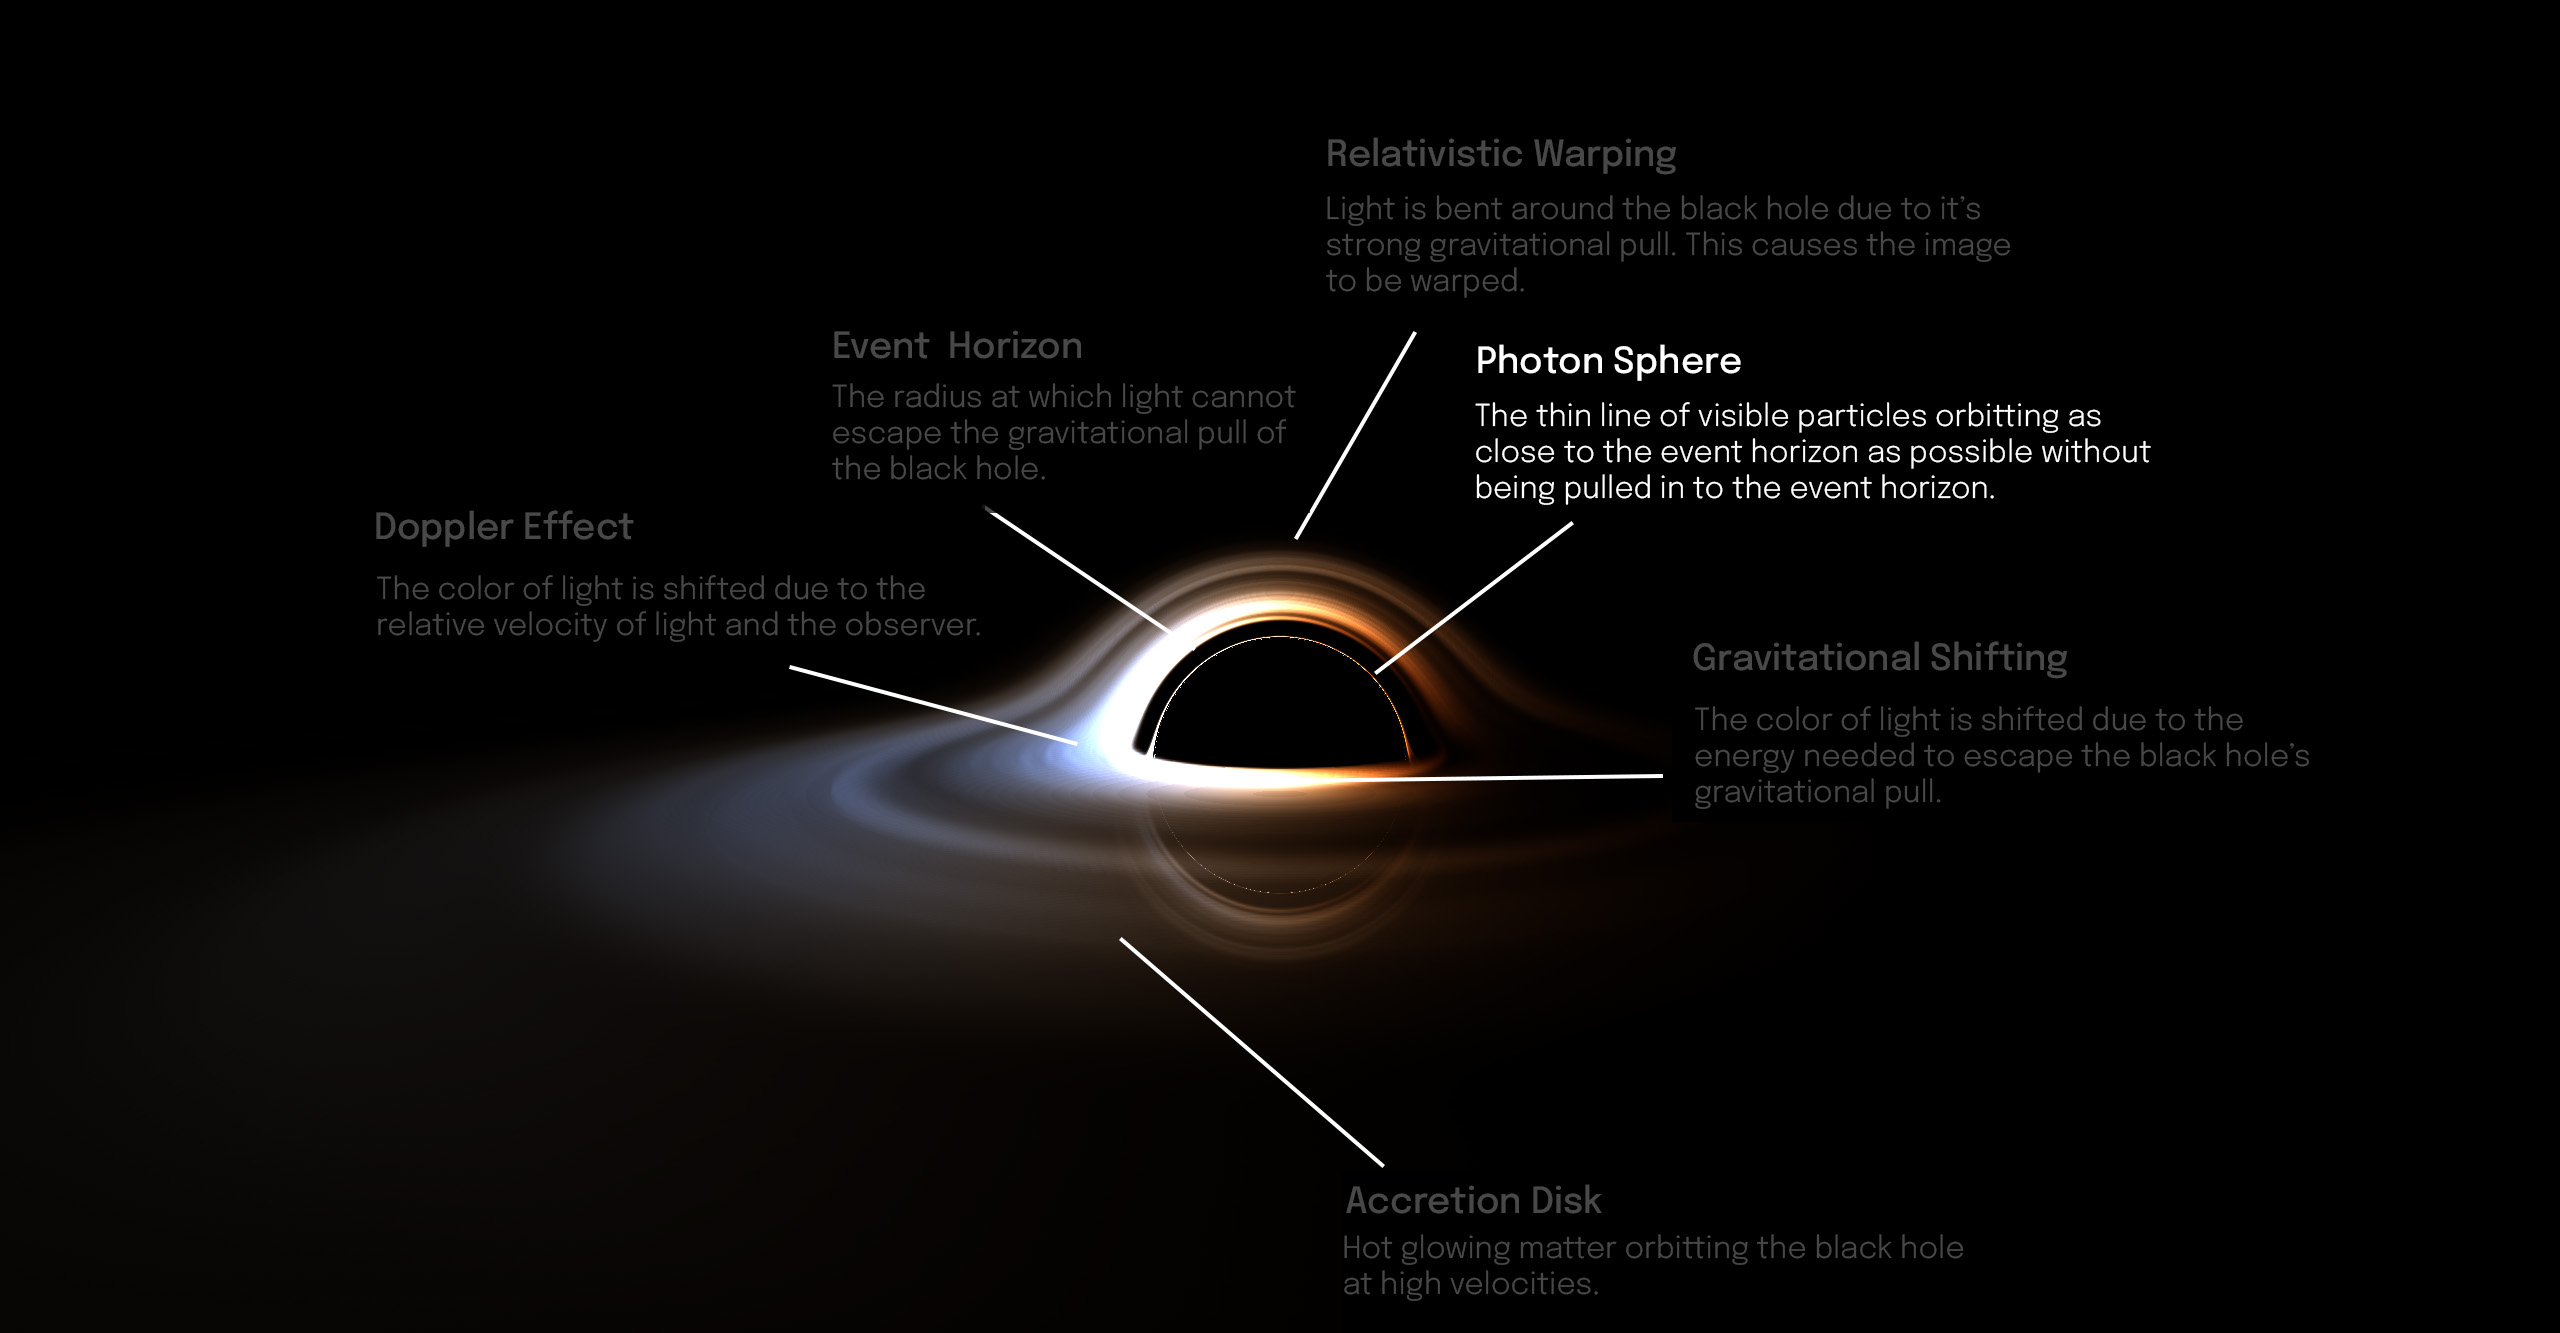 Relativistic Warping
Light is bent around the black hole due to it’s
strong gravitational pull. This causes the image
to be warped.
Event Horizon
The radius at which light cannot
escape the gravitational pull of
the black hole.
Photon Sphere
The thin line of visible particles orbitting as
close to the event horizon as possible without
being pulled in to the event horizon.
Doppler Effect
The color of light is shifted due to the
relative velocity of light and the observer.
Gravitational Shifting
The color of light is shifted due to the
energy needed to escape the black hole’s
gravitational pull.
Accretion Disk
Hot glowing matter orbitting the black hole
at high velocities.